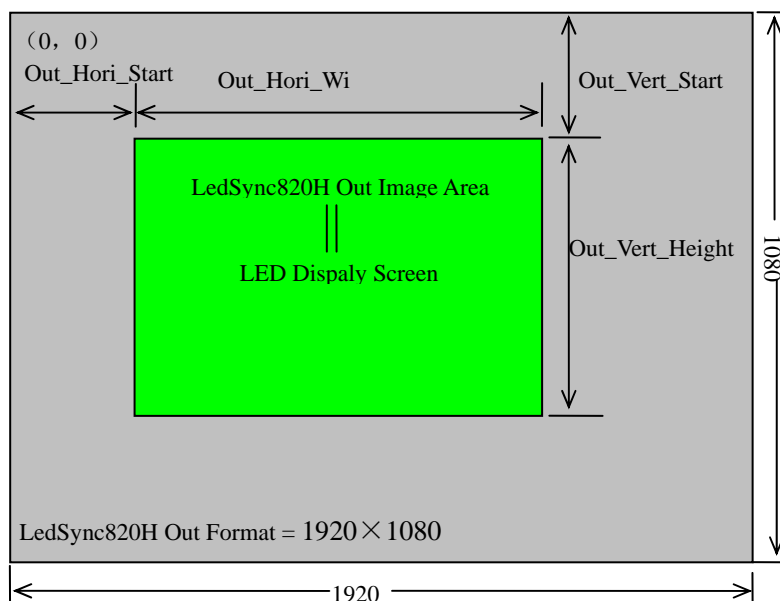 （0，0）
Out_Hori_Start
Out_Hori_Wi
Out_Vert_Start
LedSync820H Out Image Area
LED Dispaly Screen
Out_Vert_Height
1080
LedSync820H Out Format = 1920×1080
1920